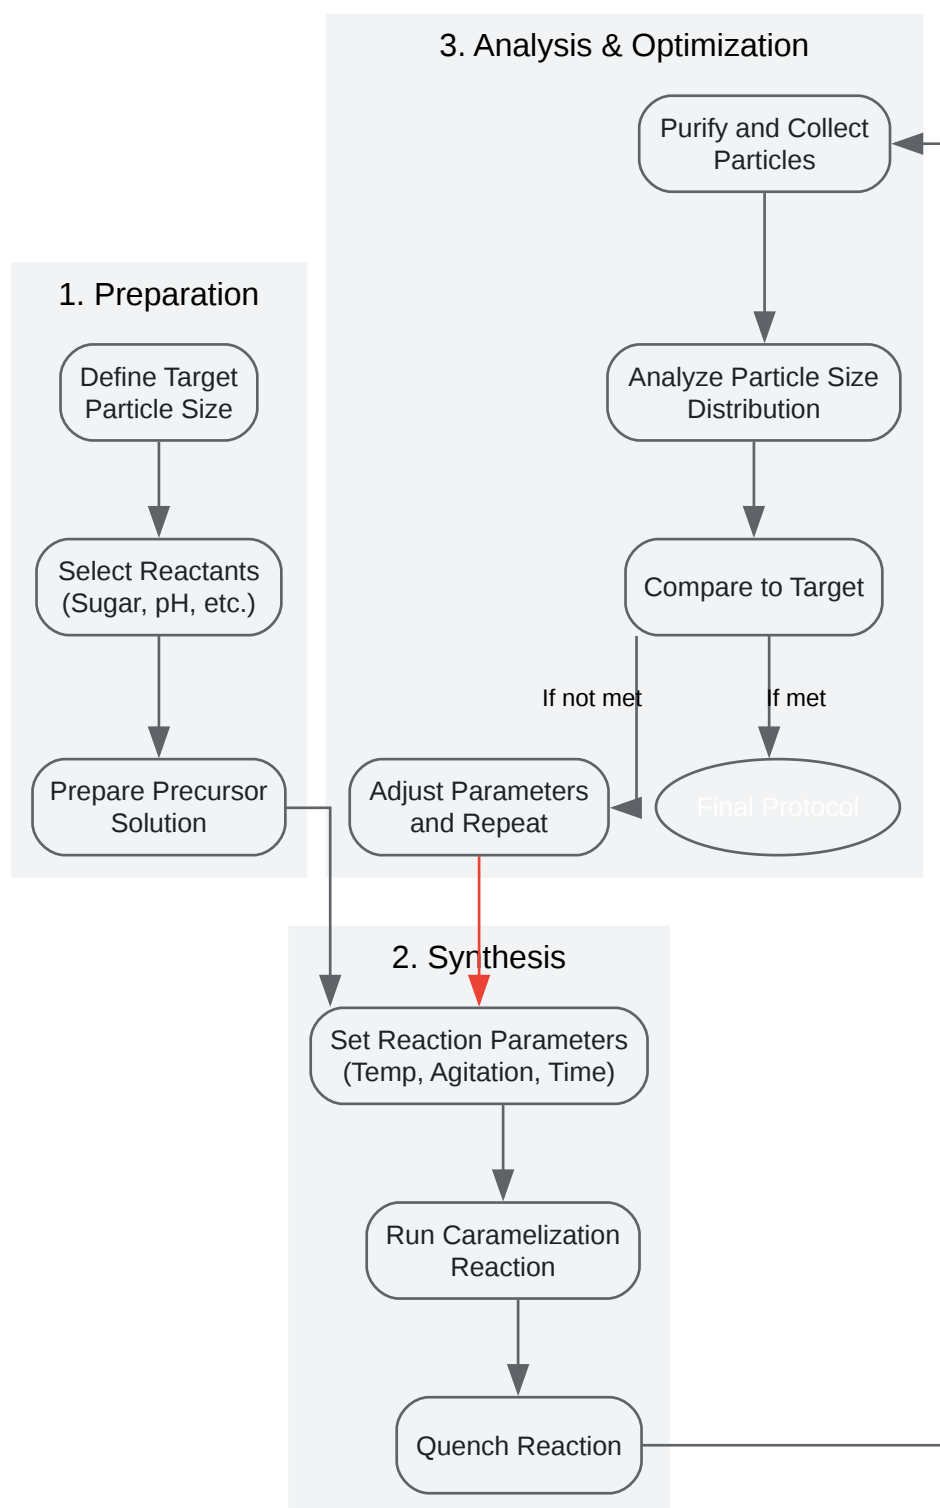 3. Analysis & Optimization
Purify and Collect
Particles
1. Preparation
Define Target
Particle Size
Analyze Particle Size
Distribution
Select Reactants
(Sugar, pH, etc.)
Compare to Target
If not met
If met
Prepare Precursor
Solution
Adjust Parameters
and Repeat
Final Protocol
2. Synthesis
Set Reaction Parameters
(Temp, Agitation, Time)
Run Caramelization
Reaction
Quench Reaction